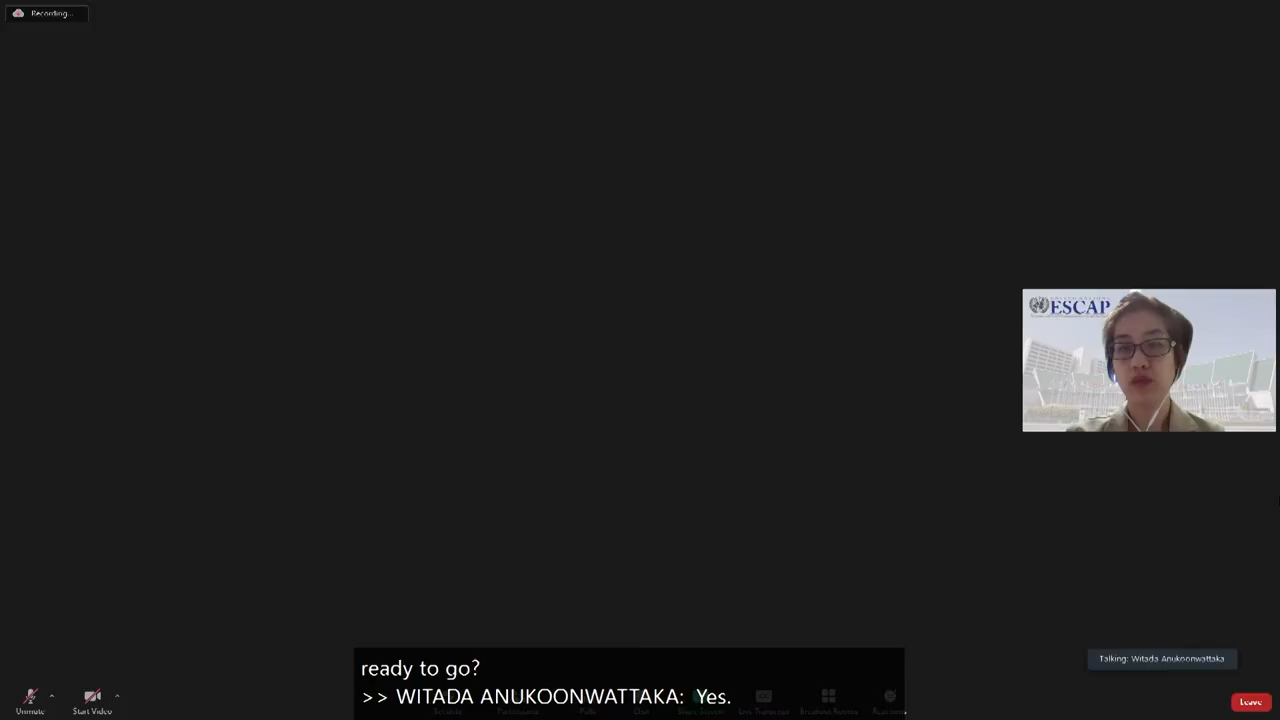 Recording...
ESCAP
ready to go?
>> WITADA ANUKOONWATTAKA: Yes.
Talking: Witada Anukoonwattaka
Unmute
Start Video
Leave